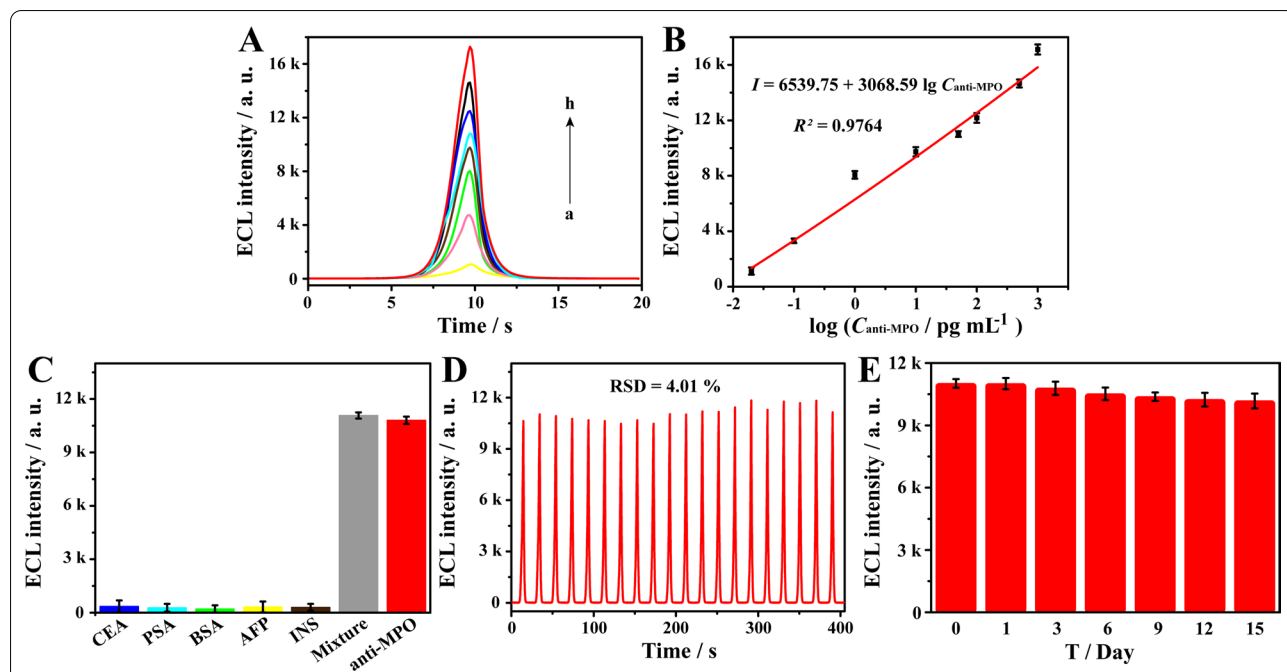 A
ECL intensity / a. u.
16 k
12 k
8 k
4 k
0
h
a
0 5 10 15 20
Time / s
B
ECL intensity / a. u.
16 k
12 k
8 k
4 k
0
I = 6539.75 + 3068.59 lg Canti-MPO
R² = 0.9764
-2 -1 0 1 2 3
log (Canti-MPO / pg mL-1 )
C
ECL intensity / a. u.
12 k
9 k
6 k
3 k
0
CEA PSA BSA AFP INS Mixture anti-MPO
D
ECL intensity / a. u.
RSD = 4.01 %
15 k
12 k
9 k
6 k
3 k
0
0 100 200 300 400
Time / s
E
ECL intensity / a. u.
12 k
9 k
6 k
3 k
0
0 1 3 6 9 12 15
T / Day